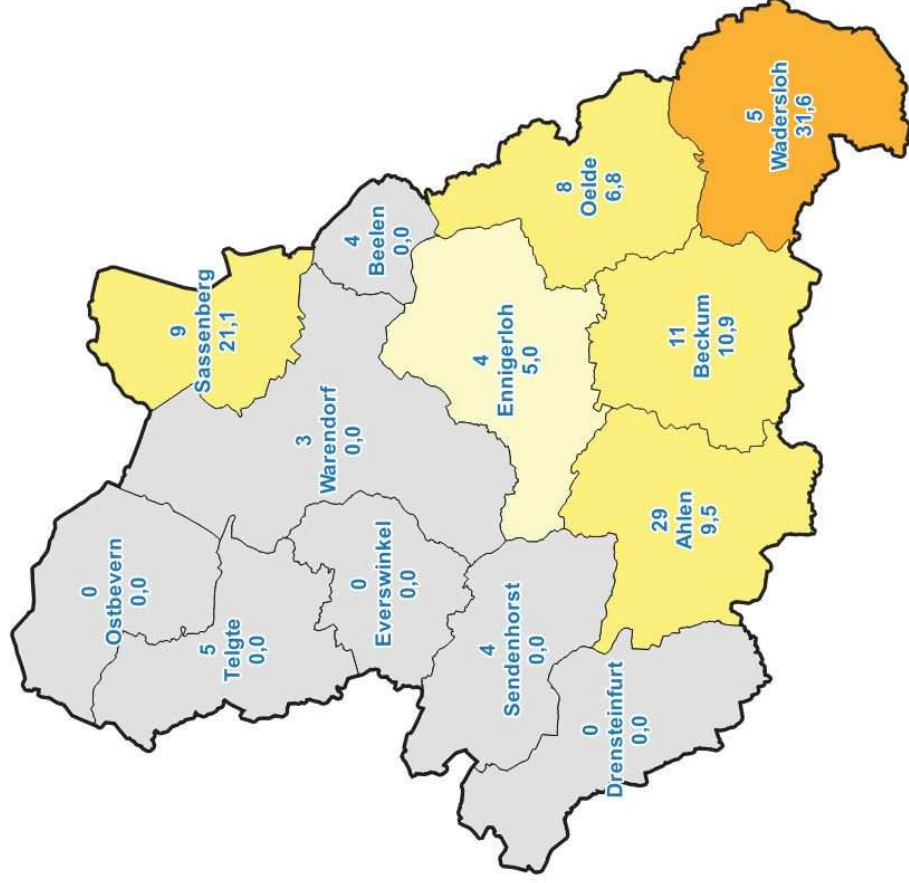 0
Ostbevern
0,0
5
Telgte
0,0
9
Sassenberg
21,1
3
Warendorf
0,0
4
Beelen
0,0
0
Everswinkel
0,0
4
Sendenhorst
0,0
4
Ennigerloh
5,0
8
Oelde
6,8
5
Wadersloh
31,6
11
Beckum
10,9
29
Ahlen
9,5
0
Drensteinfurt
0,0